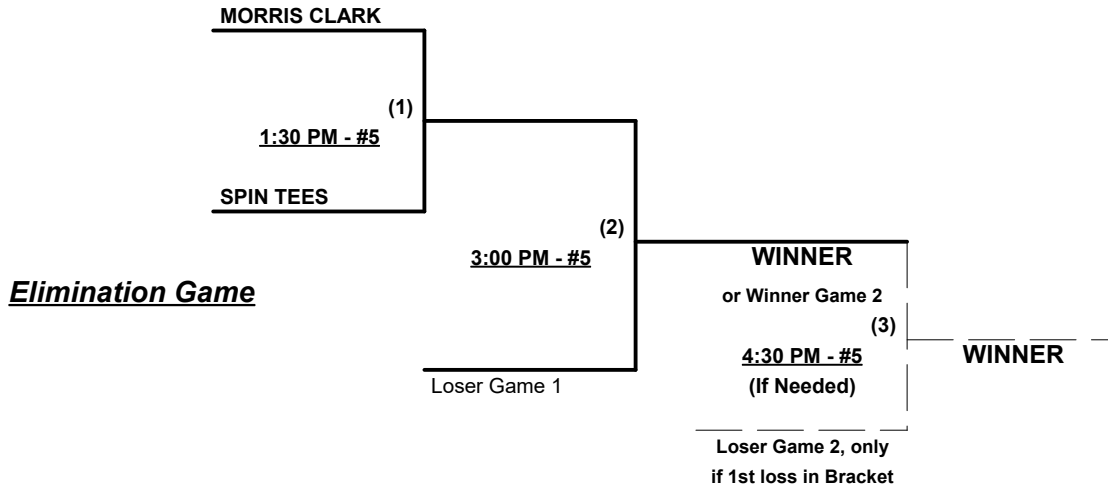 MORRIS CLARK
(1)
1:30 PM - #5
SPIN TEES
(2)
3:00 PM - #5
WINNER
Elimination Game
or Winner Game 2
(3)
4:30 PM - #5
WINNER
(If Needed)
Loser Game 1
Loser Game 2, only
if 1st loss in Bracket